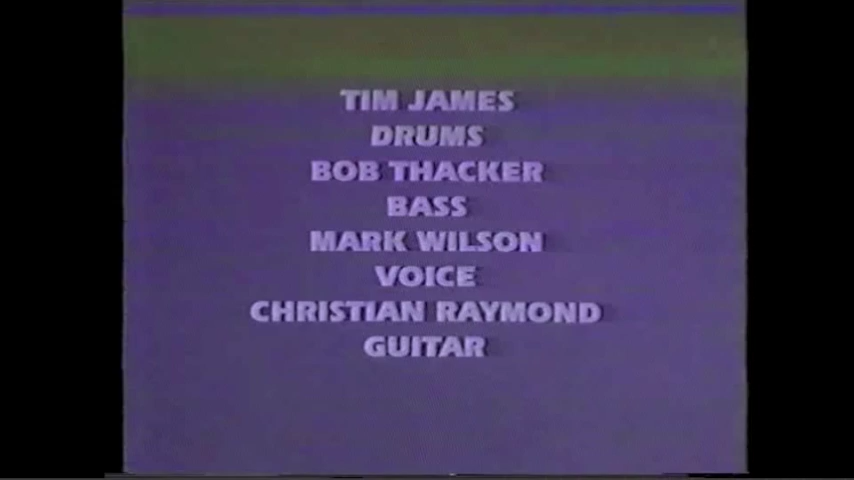 TIM JAMES
DRUMS
BOB THACKER
BASS
MARK WILSON
VOICE
CHRISTIAN RAYMOND
GUITAR